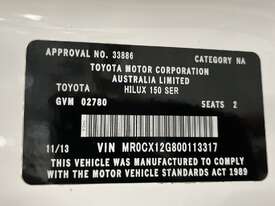 APPROVAL NO. 33886 CATEGORY NA
TOYOTA MOTOR CORPORATION
AUSTRALIA LIMITED
TOYOTA HILUX 150 SER
GVM 02780 SEATS 2
11/13 VIN MR0CX12G800113317
THIS VEHICLE WAS MANUFACTURED TO COMPLY
WITH THE MOTOR VEHICLE STANDARDS ACT 1989